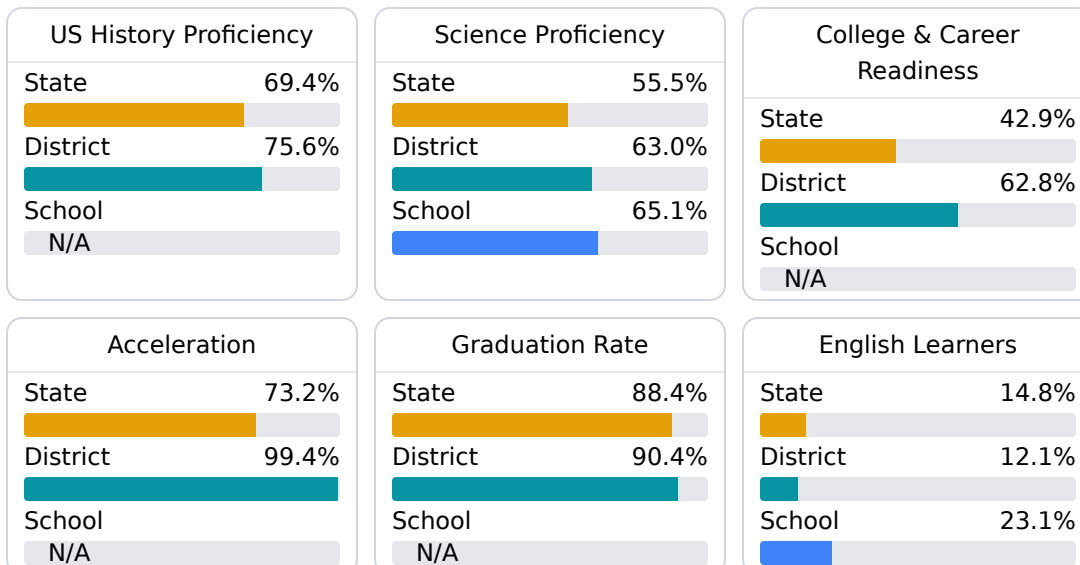 US History Proficiency
State 69.4%
District 75.6%
School
N/A
Science Proficiency
State 55.5%
District 63.0%
School 65.1%
College & Career
Readiness
State 42.9%
District 62.8%
School
N/A
Acceleration
State 73.2%
District 99.4%
School
N/A
Graduation Rate
State 88.4%
District 90.4%
School
N/A
English Learners
State 14.8%
District 12.1%
School 23.1%